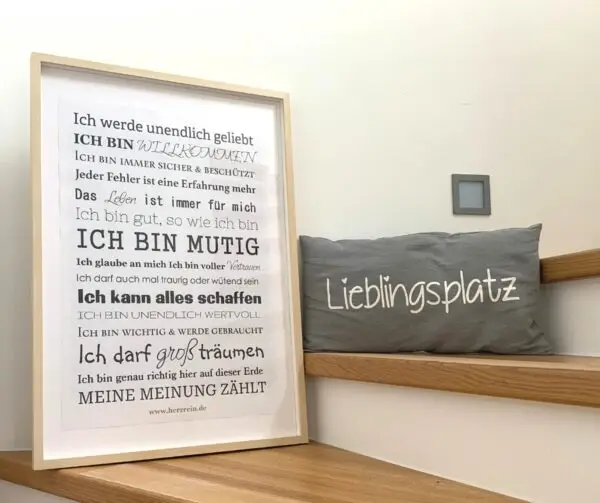 Ich werde unendlich geliebt
ICH BIN WILLKOMMEN
ICH BIN IMMER SICHER & BESCHÜTZT
Jeder Fehler ist eine Erfahrung mehr
Das Leben ist immer für mich
Ich bin gut, so wie ich bin
ICH BIN MUTIG
Ich glaube an mich Ich bin voller Vertrauen
Ich darf auch mal traurig oder wütend sein
Ich kann alles schaffen
ICH BIN UNENDLICH WERTVOLL
ICH BIN WICHTIG & WERDE GEBRAUCHT
Ich darf groß träumen
Ich bin genau richtig hier auf dieser Erde
MEINE MEINUNG ZÄHLT
www.herzrein.de
Lieblingsplatz